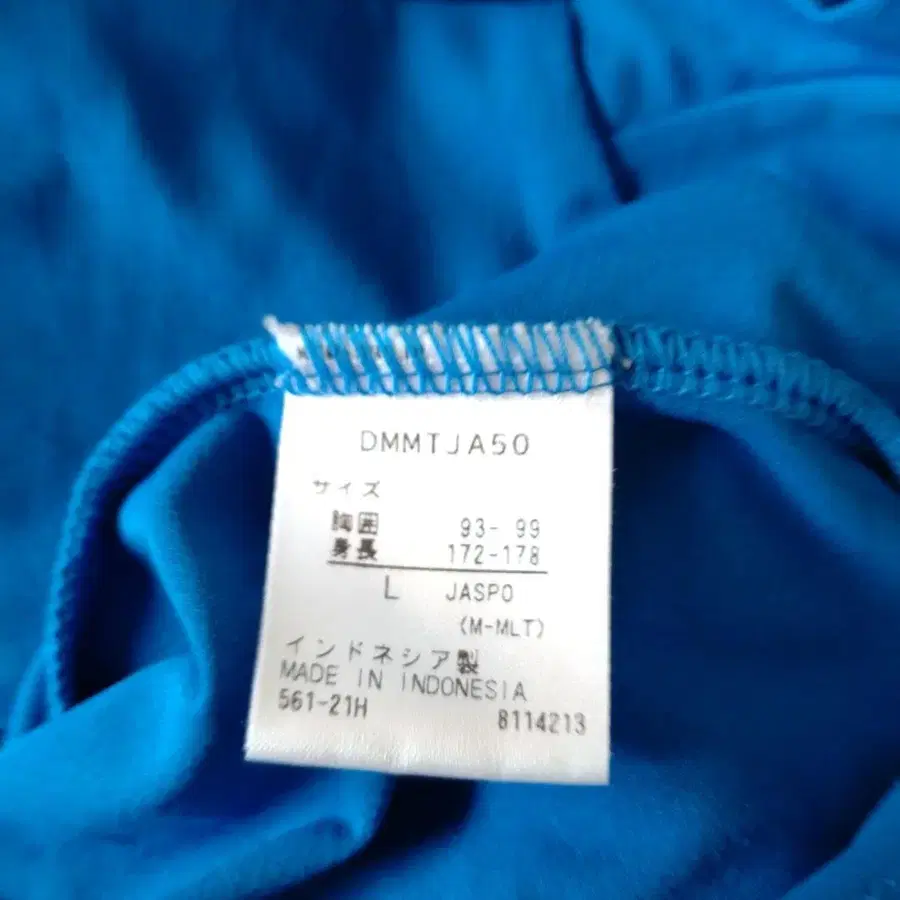 DMMTJA50
サイズ
胸囲 93- 99
身長 172-178
L JASPO
(M-MLT)
インドネシア製
MADE IN INDONESIA
561-21H 8114213